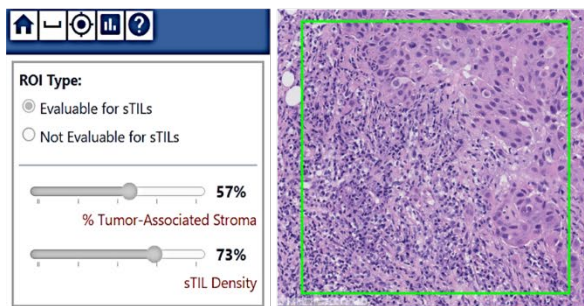 ?
ROI Type:
Evaluable for sTILs
Not Evaluable for sTILs
57%
% Tumor-Associated Stroma
73%
sTIL Density